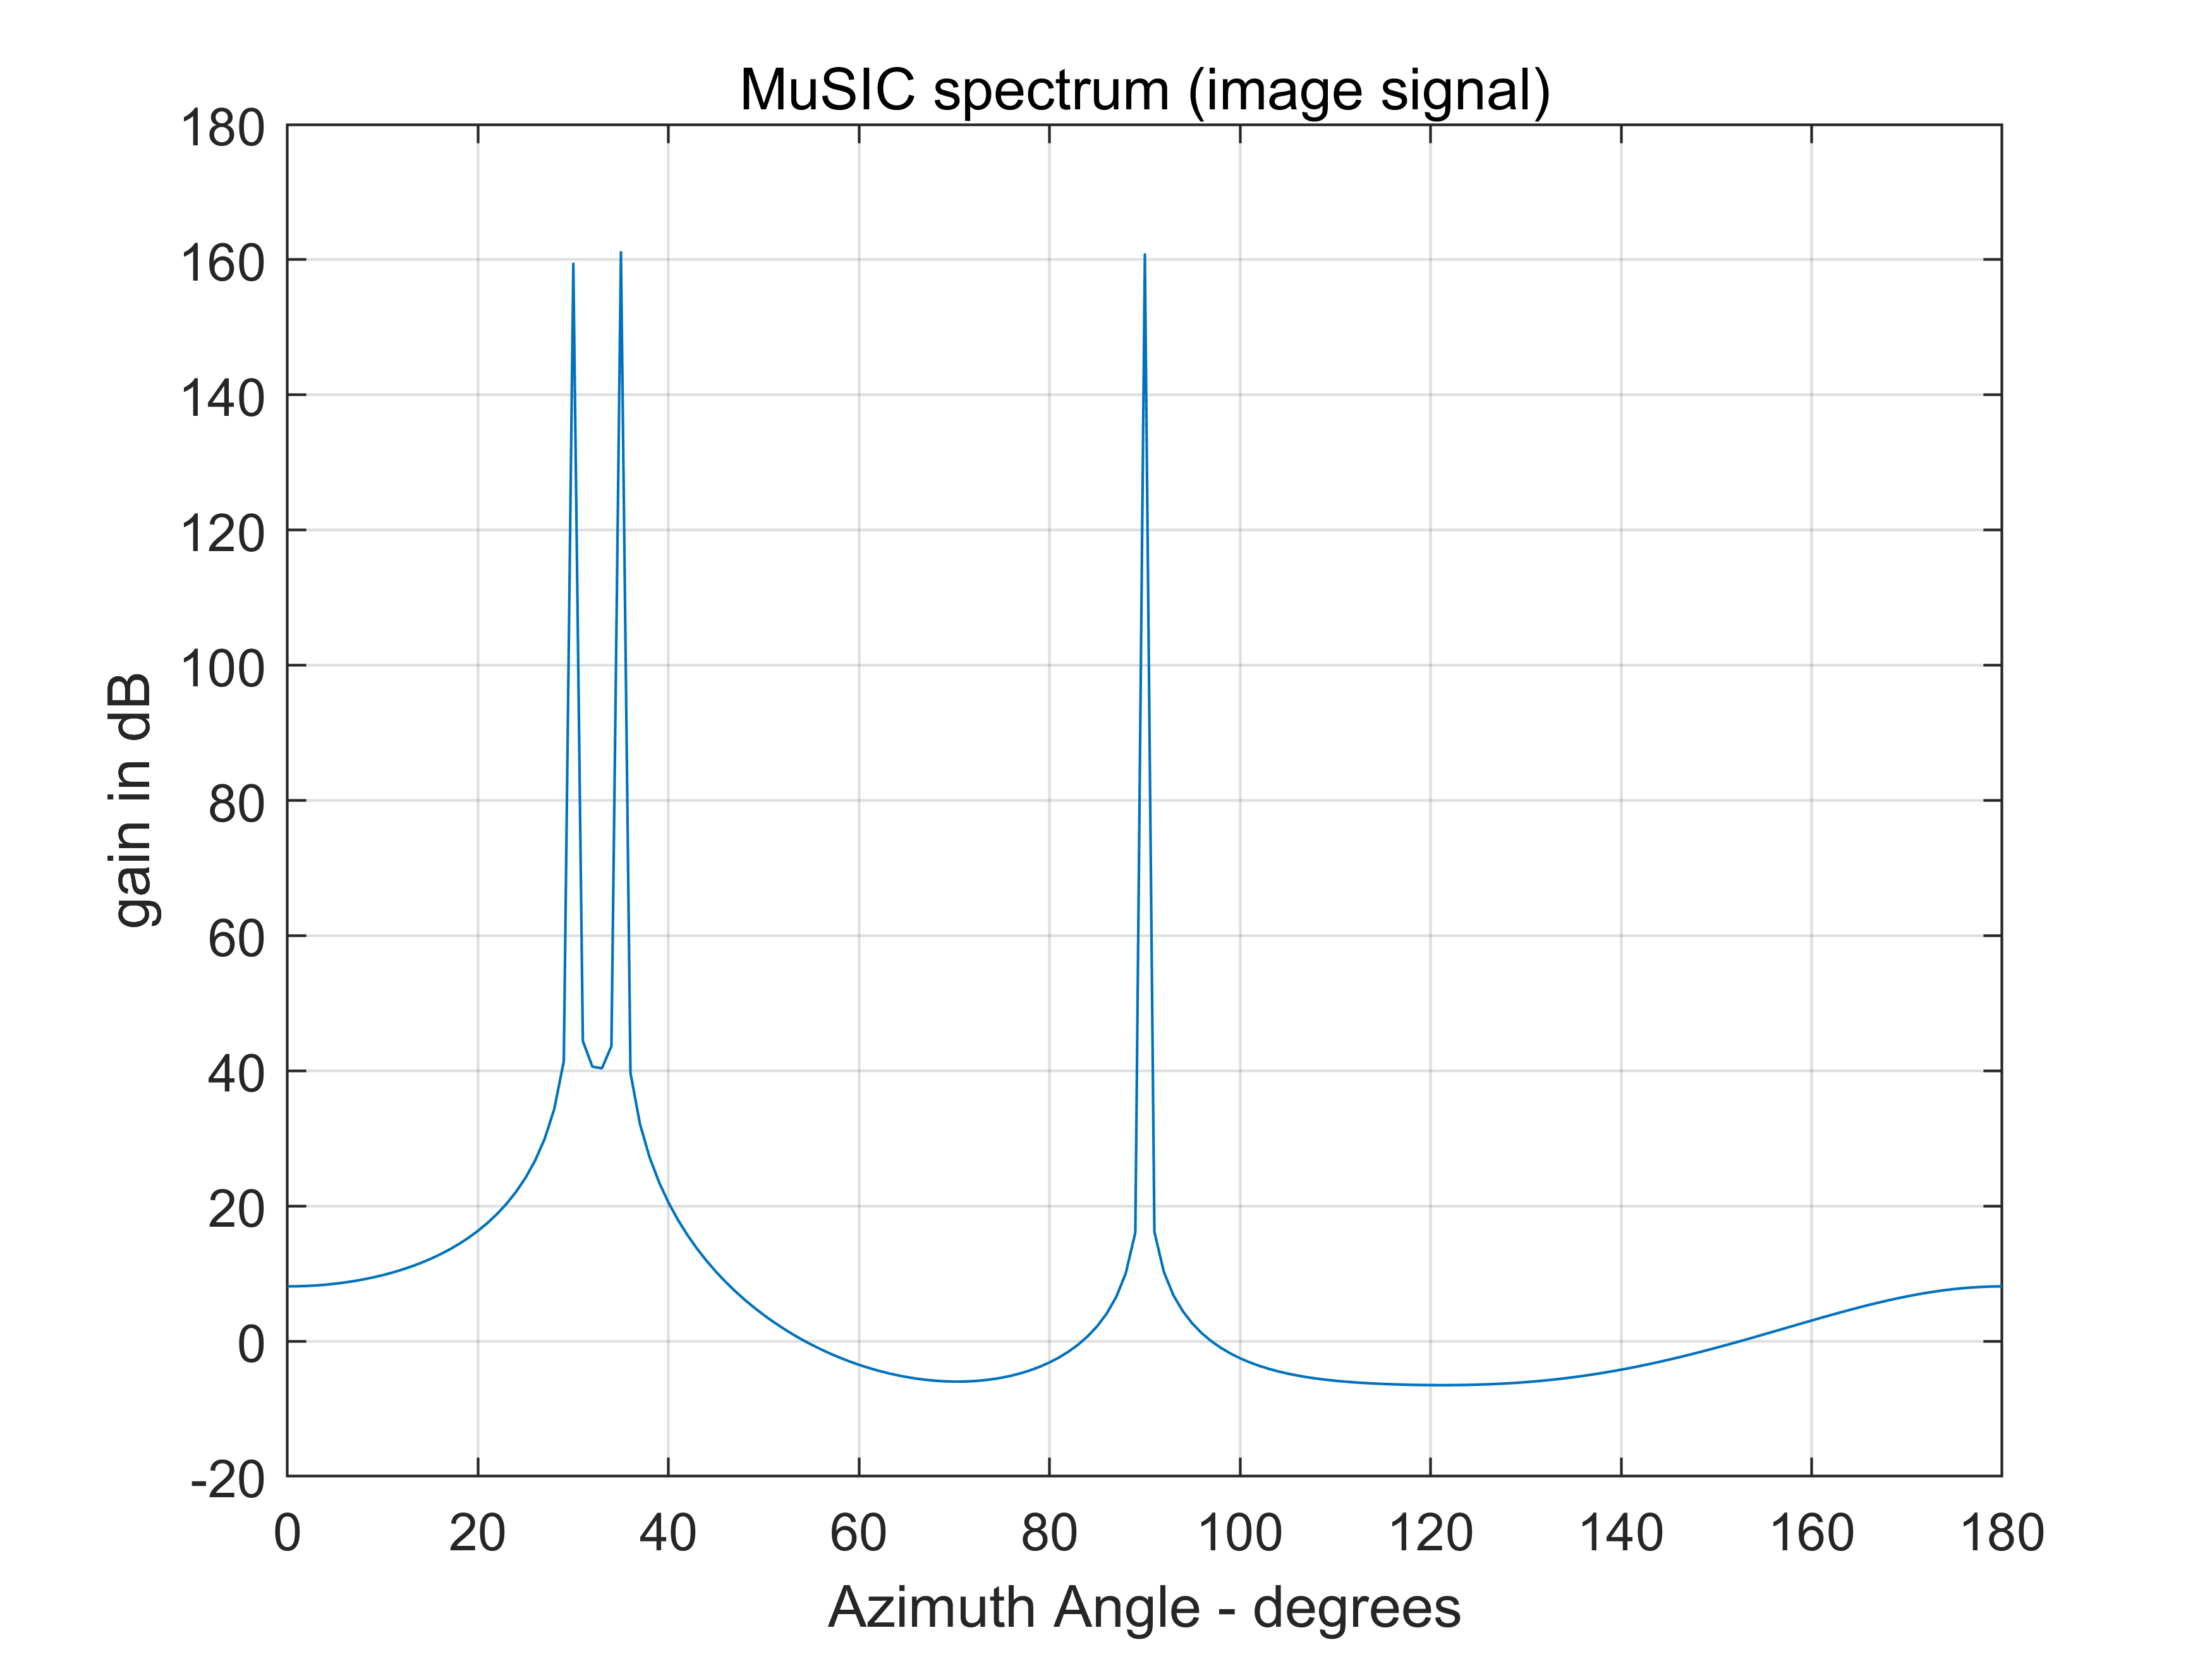 MuSIC spectrum (image signal)
180
160
140
120
100
80
60
40
20
0
-20
gain in dB
0 20 40 60 80 100 120 140 160 180
Azimuth Angle - degrees